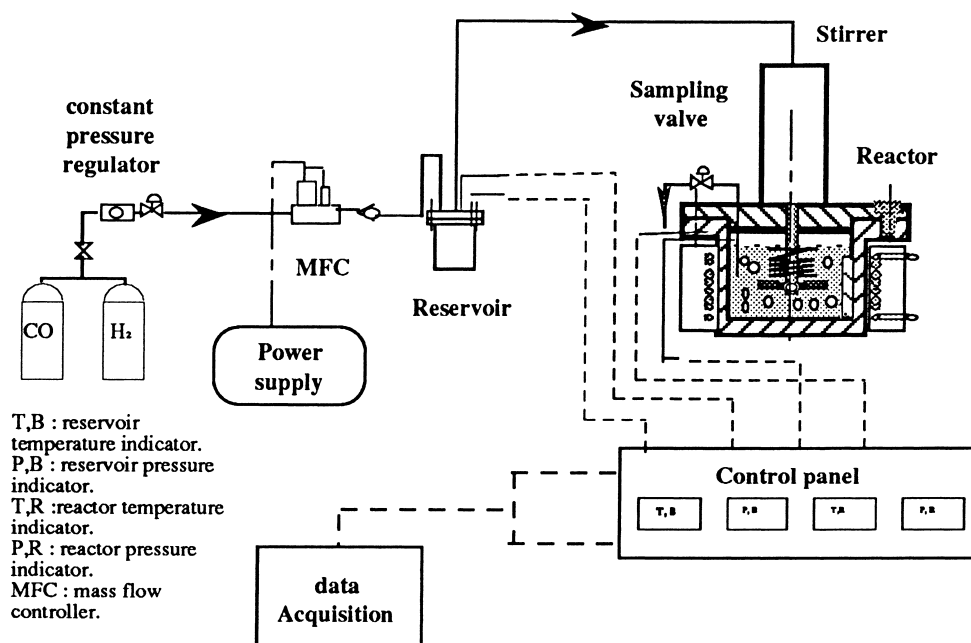 Stirrer
constant
pressure
regulator
Sampling
valve
Reactor
MFC
Reservoir
CO
H₂
Power
supply
T,B : reservoir
temperature indicator.
P,B : reservoir pressure
indicator.
T,R :reactor temperature
indicator.
P,R : reactor pressure
indicator.
MFC : mass flow
controller.
Control panel
T, B
P, B
T,R
P, R
data
Acquisition